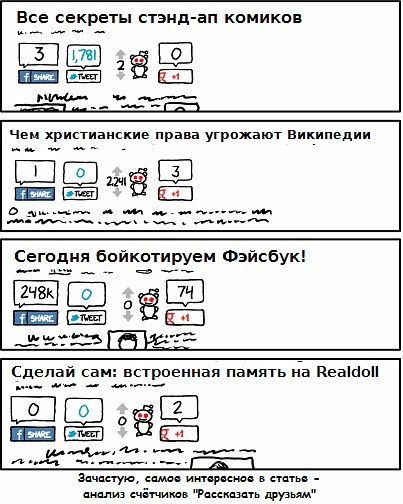 Все секреты стэнд-ап комиков
3 1,781 2 0
f SHARE TWEET +1
Чем христианские права угрожают Википедии
1 0 2,241 3
f SHARE TWEET +1
Сегодня бойкотируем Фэйсбук!
248K 0 0 74
f SHARE TWEET +1
Сделай сам: встроенная память на Realdoll
0 0 0 2
f SHARE TWEET +1
Зачастую, самое интересное в статье -
анализ счётчиков "Рассказать друзьям"